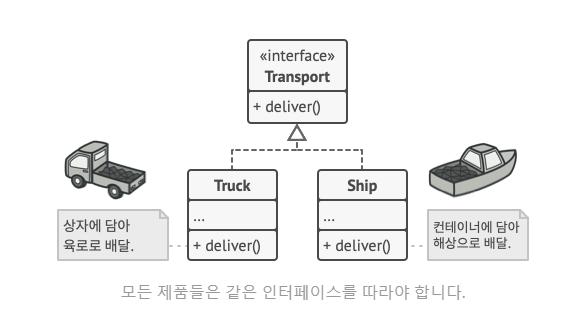 «interface»
Transport
+ deliver()
Truck
...
+ deliver()
Ship
...
+ deliver()
상자에 담아
육로로 배달.
컨테이너에 담아
해상으로 배달.
모든 제품들은 같은 인터페이스를 따라야 합니다.